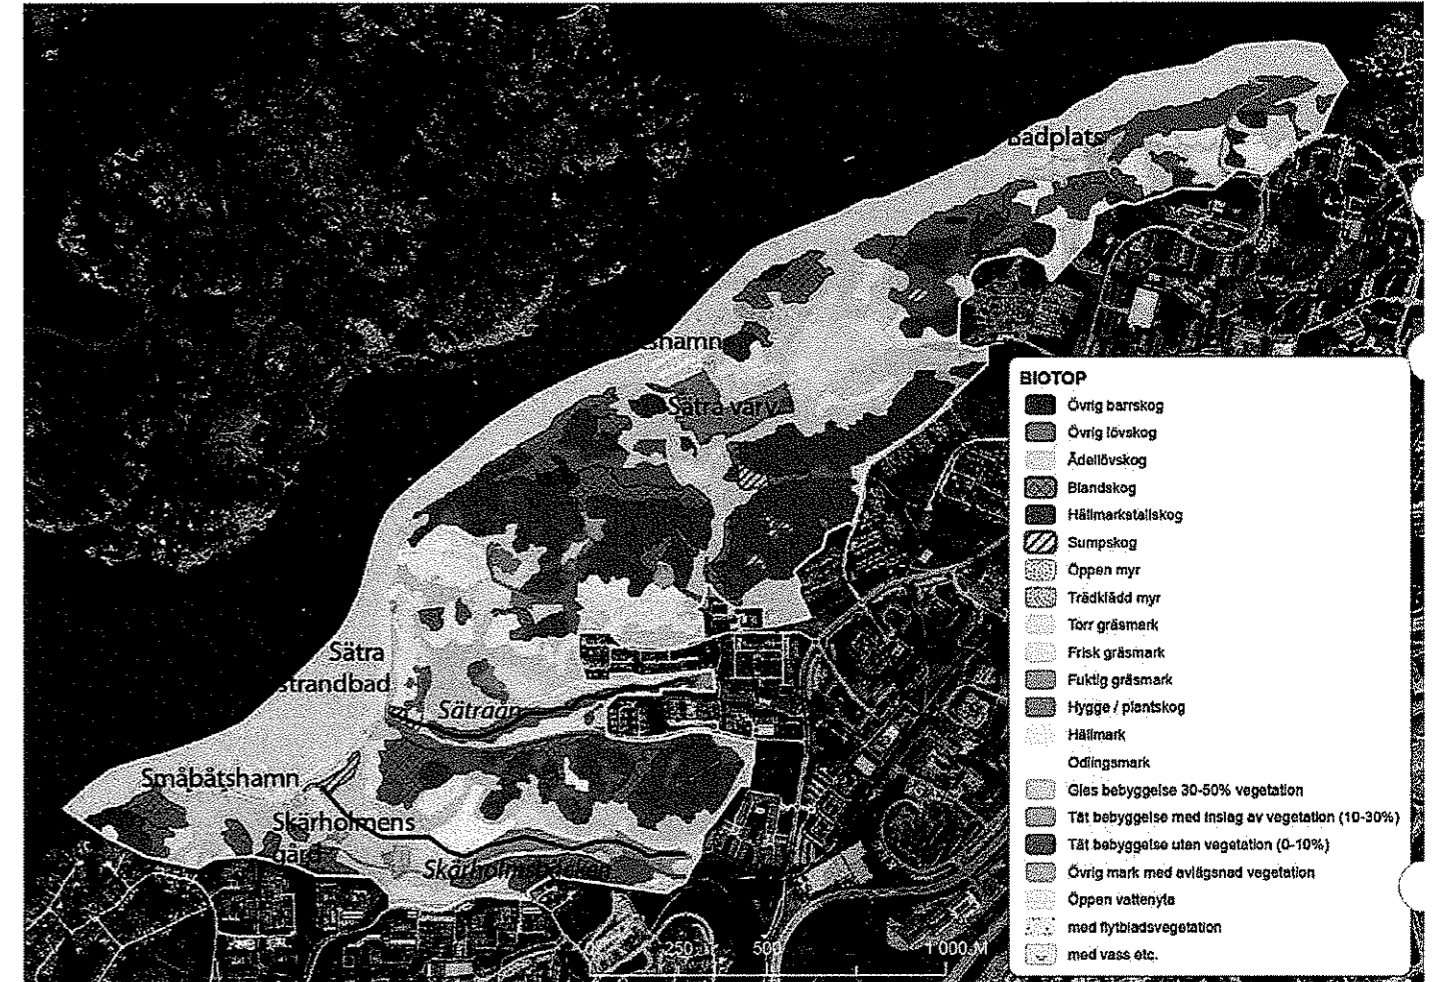 Badplats
Sätra varv
Sätra
Sätraån
Småbåtshamn
Skärholmens
gård
BIOTOP
Övrig barrskog
Övrig lövskog
Ädellövskog
Blandskog
Hällmarkstallskog
Sumpskog
Öppen myr
Trädklädd myr
Torr gräsmark
Frisk gräsmark
Fuktig gräsmark
Hygge / plantskog
Hällmark
Odlingsmark
Gles bebyggelse 30-50% vegetation
Tät bebyggelse med inslag av vegetation (10-30%)
Tät bebyggelse utan vegetation (0-10%)
Övrig mark med avlägsnad vegetation
Öppen vattenyta
med flytbladsvegetation
med vass etc.
0 250 500 1 000 M